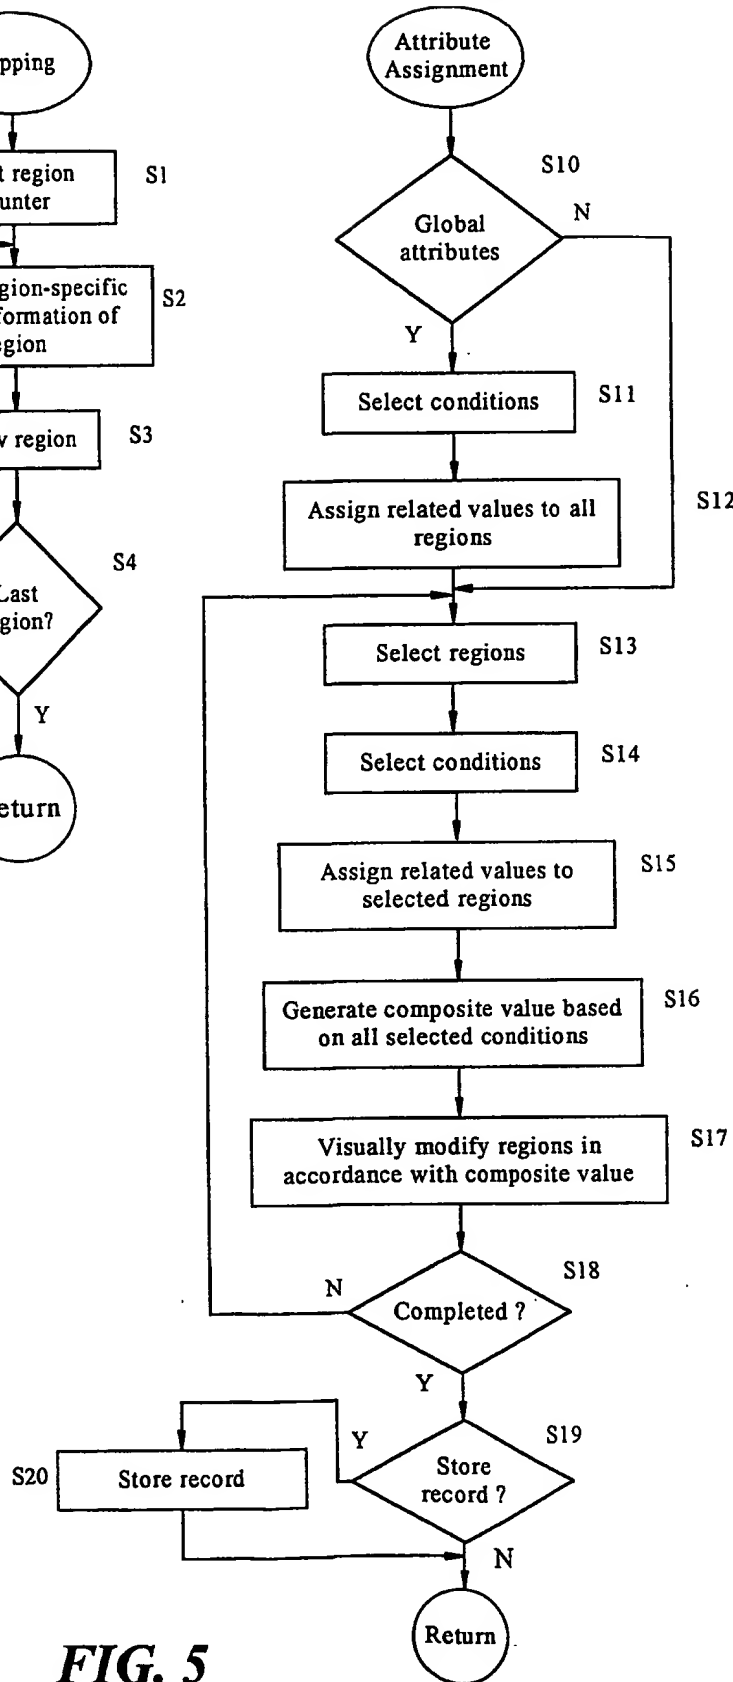 pping
t region
unter
S1
gion-specific
formation of
egion
S2
v region
S3
Last
gion?
S4
Y
eturn
Attribute
Assignment
S10
Global
attributes
N
Y
Select conditions
S11
Assign related values to all
regions
S12
Select regions
S13
Select conditions
S14
Assign related values to
selected regions
S15
Generate composite value based
on all selected conditions
S16
Visually modify regions in
accordance with composite value
S17
Completed ?
S18
N
Y
Store
record ?
S19
Y
S20
Store record
N
Return
FIG. 5